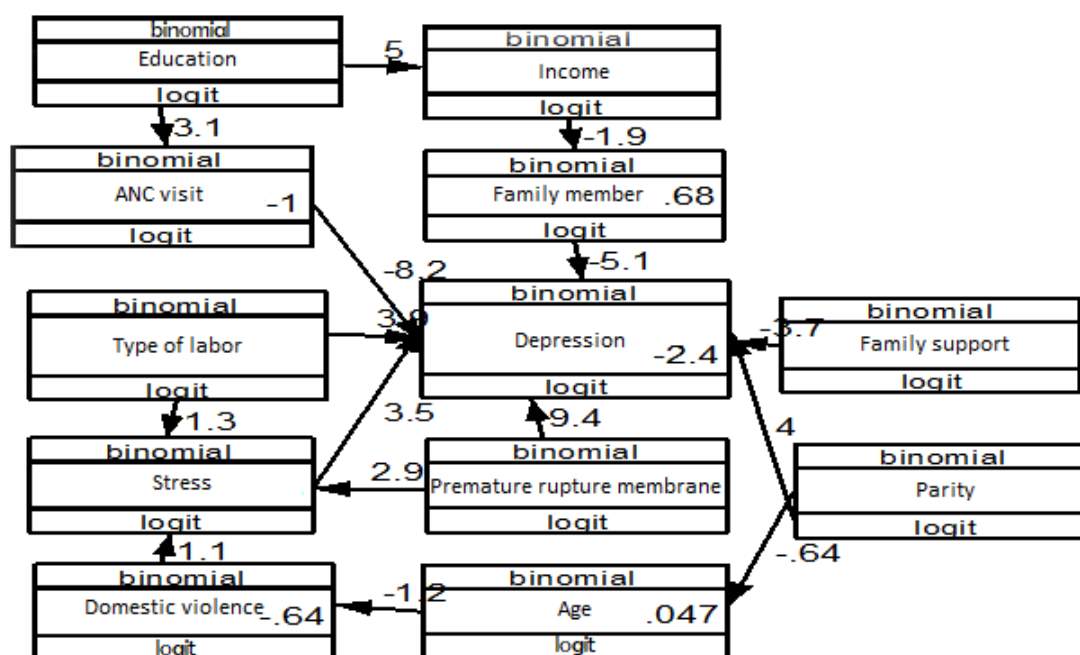 binomial
Education
logit
5
binomial
Income
logit
3.1
-1.9
binomial
ANC visit
-1
logit
binomial
Family member
.68
logit
-8.2
-5.1
binomial
Type of labor
logit
3.9
binomial
Depression
-2.4
logit
-3.7
binomial
Family support
logit
1.3
3.5
9.4
4
binomial
Stress
logit
2.9
binomial
Premature rupture membrane
logit
binomial
Parity
logit
1.1
-.64
binomial
Domestic violence
-.64
logit
-1.2
binomial
Age
.047
logit